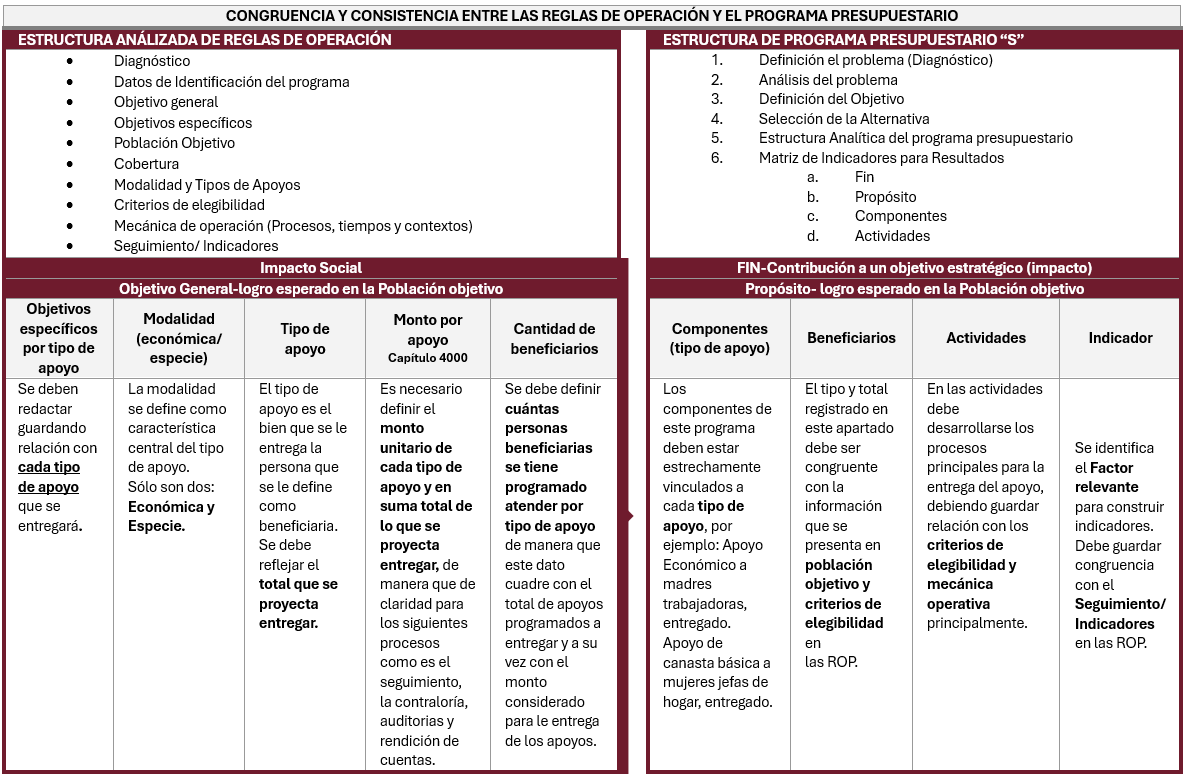 CONGRUENCIA Y CONSISTENCIA ENTRE LAS REGLAS DE OPERACIÓN Y EL PROGRAMA PRESUPUESTARIO
ESTRUCTURA ANÁLIZADA DE REGLAS DE OPERACIÓN
• Diagnóstico
• Datos de Identificación del programa
• Objetivo general
• Objetivos específicos
• Población Objetivo
• Cobertura
• Modalidad y Tipos de Apoyos
• Criterios de elegibilidad
• Mecánica de operación (Procesos, tiempos y contextos)
• Seguimiento/ Indicadores
ESTRUCTURA DE PROGRAMA PRESUPUESTARIO “S”
1. Definición el problema (Diagnóstico)
2. Análisis del problema
3. Definición del Objetivo
4. Selección de la Alternativa
5. Estructura Analítica del programa presupuestario
6. Matriz de Indicadores para Resultados
a. Fin
b. Propósito
c. Componentes
d. Actividades
Impacto Social
Objetivo General-logro esperado en la Población objetivo
Objetivos
específicos
por tipo de
apoyo
Modalidad
(económica/
especie)
Tipo de
apoyo
Monto por
apoyo
Capítulo 4000
Cantidad de
beneficiarios
Se deben
redactar
guardando
relación con
cada tipo
de apoyo
que se
entregará.
La modalidad
se define como
característica
central del tipo
de apoyo.
Sólo son dos:
Económica y
Especie.
El tipo de
apoyo es el
bien que se le
entrega la
persona que
se le define
como
beneficiaria.
Se debe
reflejar el
total que se
proyecta
entregar.
Es necesario
definir el
monto
unitario de
cada tipo de
apoyo y en
suma total de
lo que se
proyecta
entregar, de
manera que de
claridad para
los siguientes
procesos
como es el
seguimiento,
la contraloría,
auditorias y
rendición de
cuentas.
Se debe definir
cuántas
personas
beneficiarias
se tiene
programado
atender por
tipo de apoyo
de manera que
este dato
cuadre con el
total de apoyos
programados a
entregar y a su
vez con el
monto
considerado
para le entrega
de los apoyos.
FIN-Contribución a un objetivo estratégico (impacto)
Propósito- logro esperado en la Población objetivo
Componentes
(tipo de apoyo)
Beneficiarios
Actividades
Indicador
Los
componentes de
este programa
deben estar
estrechamente
vinculados a
cada tipo de
apoyo, por
ejemplo: Apoyo
Económico a
madres
trabajadoras,
entregado.
Apoyo de
canasta básica a
mujeres jefas de
hogar, entregado.
El tipo y total
registrado en
este apartado
debe ser
congruente
con la
información
que se
presenta en
población
objetivo y
criterios de
elegibilidad
en
las ROP.
En las actividades
debe
desarrollarse los
procesos
principales para la
entrega del apoyo,
debiendo guardar
relación con los
criterios de
elegibilidad y
mecánica
operativa
principalmente.
Se identifica
el Factor
relevante
para construir
indicadores.
Debe guardar
congruencia
con el
Seguimiento/
Indicadores
en las ROP.